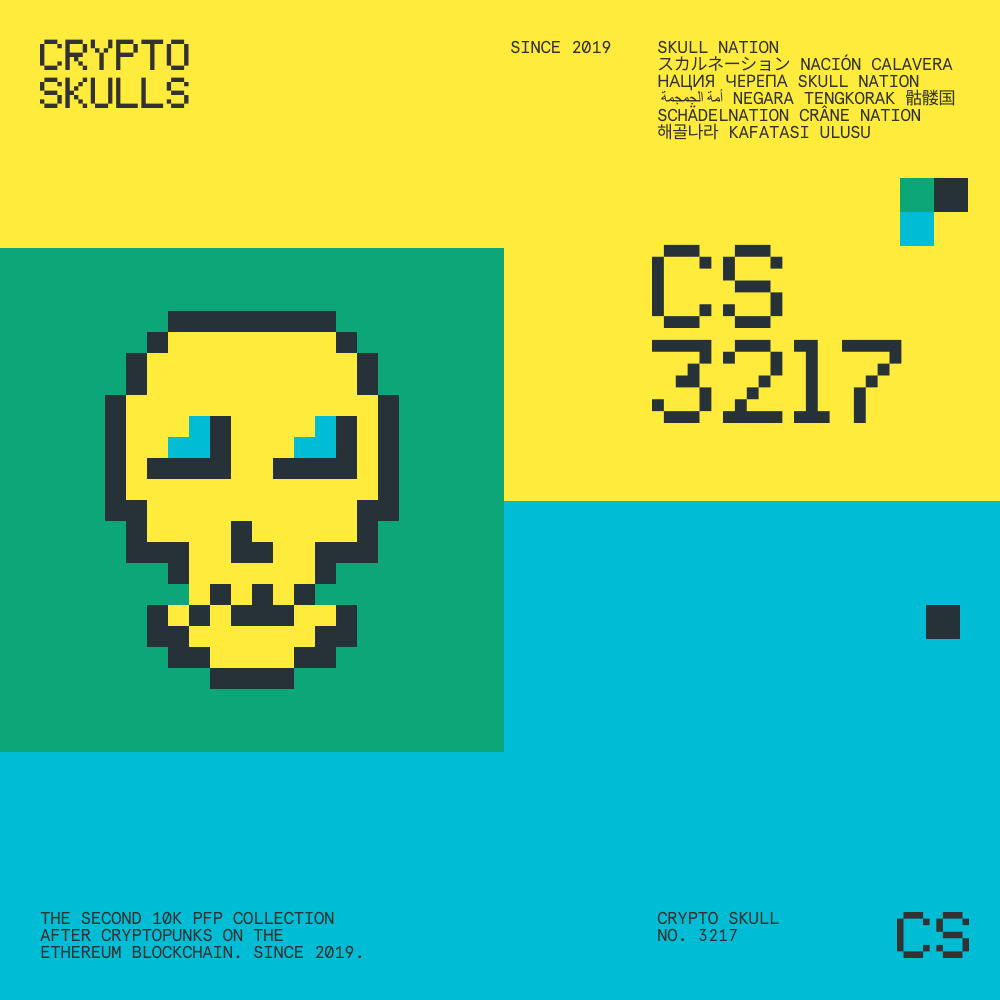 CRYPTO
SKULLS
SINCE 2019
SKULL NATION
スカルネーション NACIÓN CALAVERA
НАЦИЯ ЧЕРЕПА SKULL NATION
أمة الجمجمة NEGARA TENGKORAK 骷髅国
SCHÄDELNATION CRÂNE NATION
해골나라 KAFATASI ULUSU
CS
3217
THE SECOND 10K PFP COLLECTION
AFTER CRYPTOPUNKS ON THE
ETHEREUM BLOCKCHAIN. SINCE 2019.
CRYPTO SKULL
NO. 3217
CS